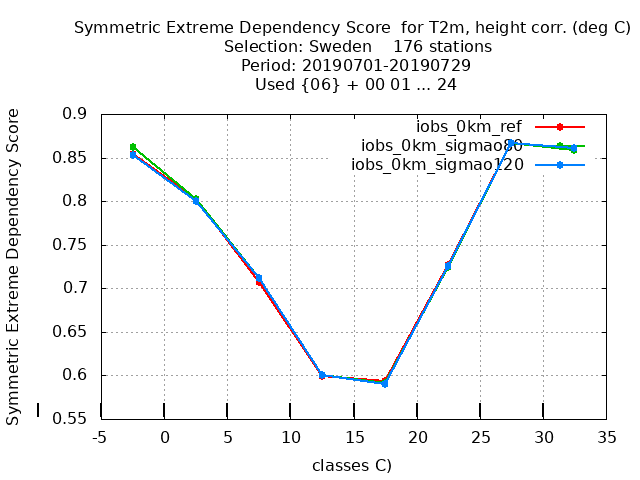 Symmetric Extreme Dependency Score for T2m, height corr. (deg C)
Selection: Sweden 176 stations
Period: 20190701-20190729
Used {06} + 00 01 ... 24
Symmetric Extreme Dependency Score
0.9
0.85
0.8
0.75
0.7
0.65
0.6
0.55
iobs_0km_ref
iobs_0km_sigmao80
iobs_0km_sigmao120
-5 0 5 10 15 20 25 30 35
classes C)